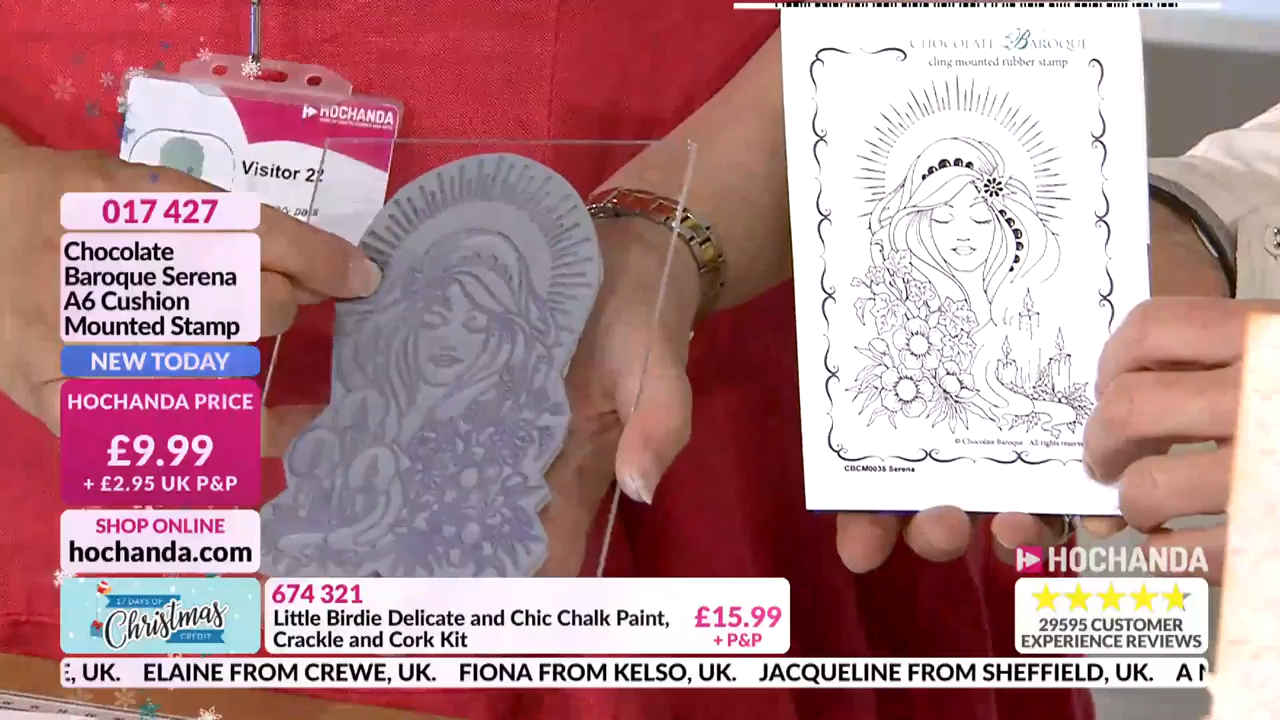 CHOCOLATE BAROQUE
cling mounted rubber stamp
HOCHANDA
Visitor 22
017 427
Chocolate
Baroque Serena
A6 Cushion
Mounted Stamp
NEW TODAY
HOCHANDA PRICE
£9.99
+ £2.95 UK P&P
SHOP ONLINE
hochanda.com
© Chocolate Baroque All rights
CBCM0035 Serena
HOCHANDA
29595 CUSTOMER
EXPERIENCE REVIEWS
17 DAYS OF
Christmas
CREDIT
674 321
Little Birdie Delicate and Chic Chalk Paint,
Crackle and Cork Kit
£15.99
+ P&P
E, UK. ELAINE FROM CREWE, UK. FIONA FROM KELSO, UK. JACQUELINE FROM SHEFFIELD, UK. A